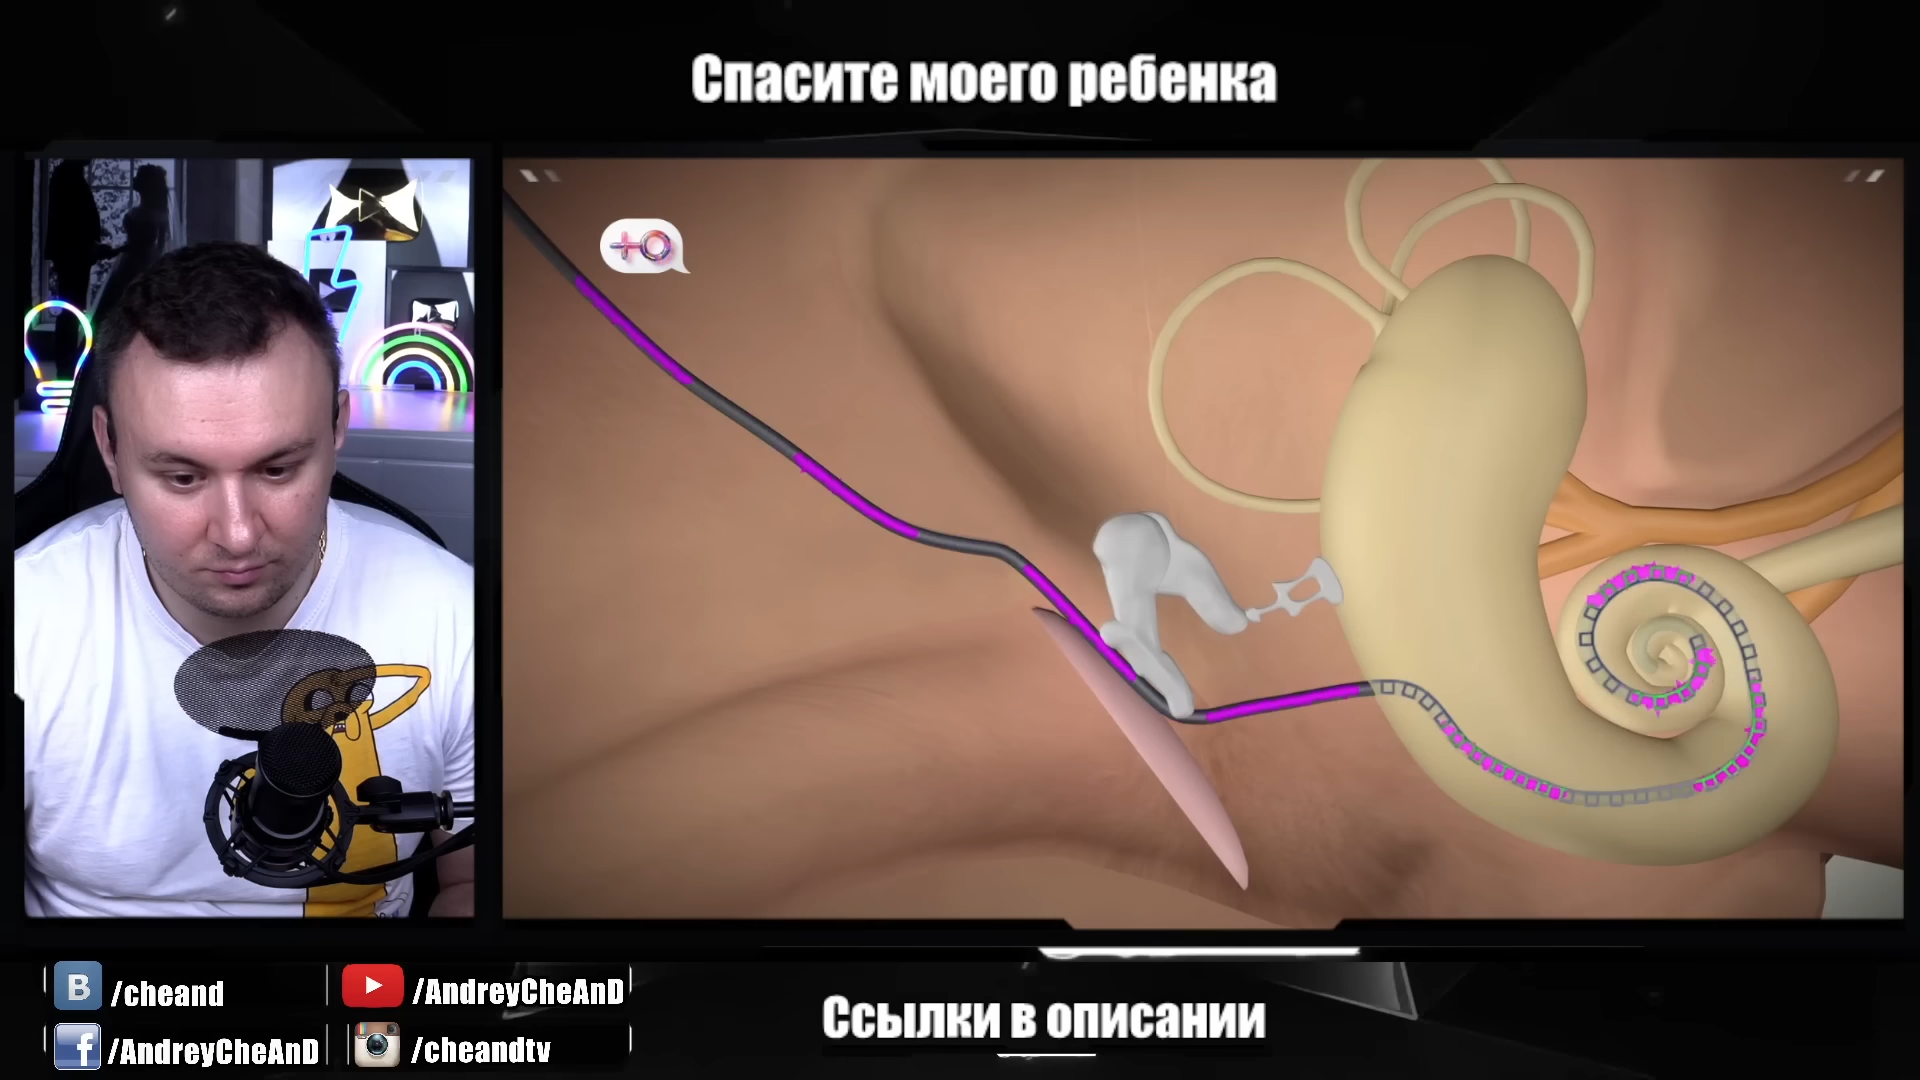 Спасите моего ребенка
Ю
/cheand
/AndreyCheAnD
/AndreyCheAnD
/cheandtv
Ссылки в описании